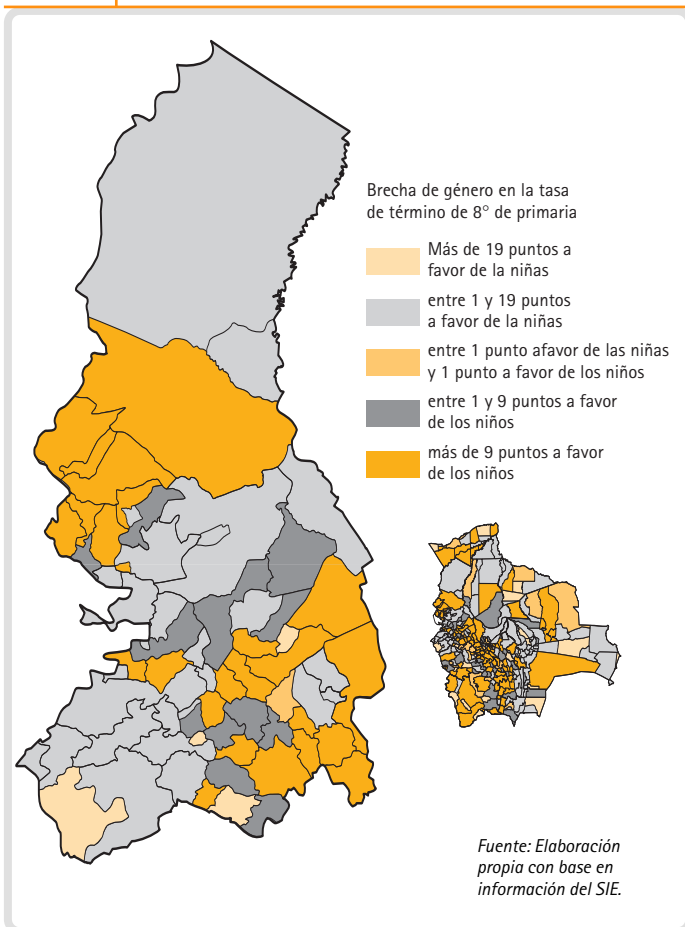 Brecha de género en la tasa
de término de 8° de primaria
Más de 19 puntos a
favor de la niñas
entre 1 y 19 puntos
a favor de la niñas
entre 1 punto afavor de las niñas
y 1 punto a favor de los niños
entre 1 y 9 puntos a favor
de los niños
más de 9 puntos a favor
de los niños
Fuente: Elaboración
propia con base en
información del SIE.